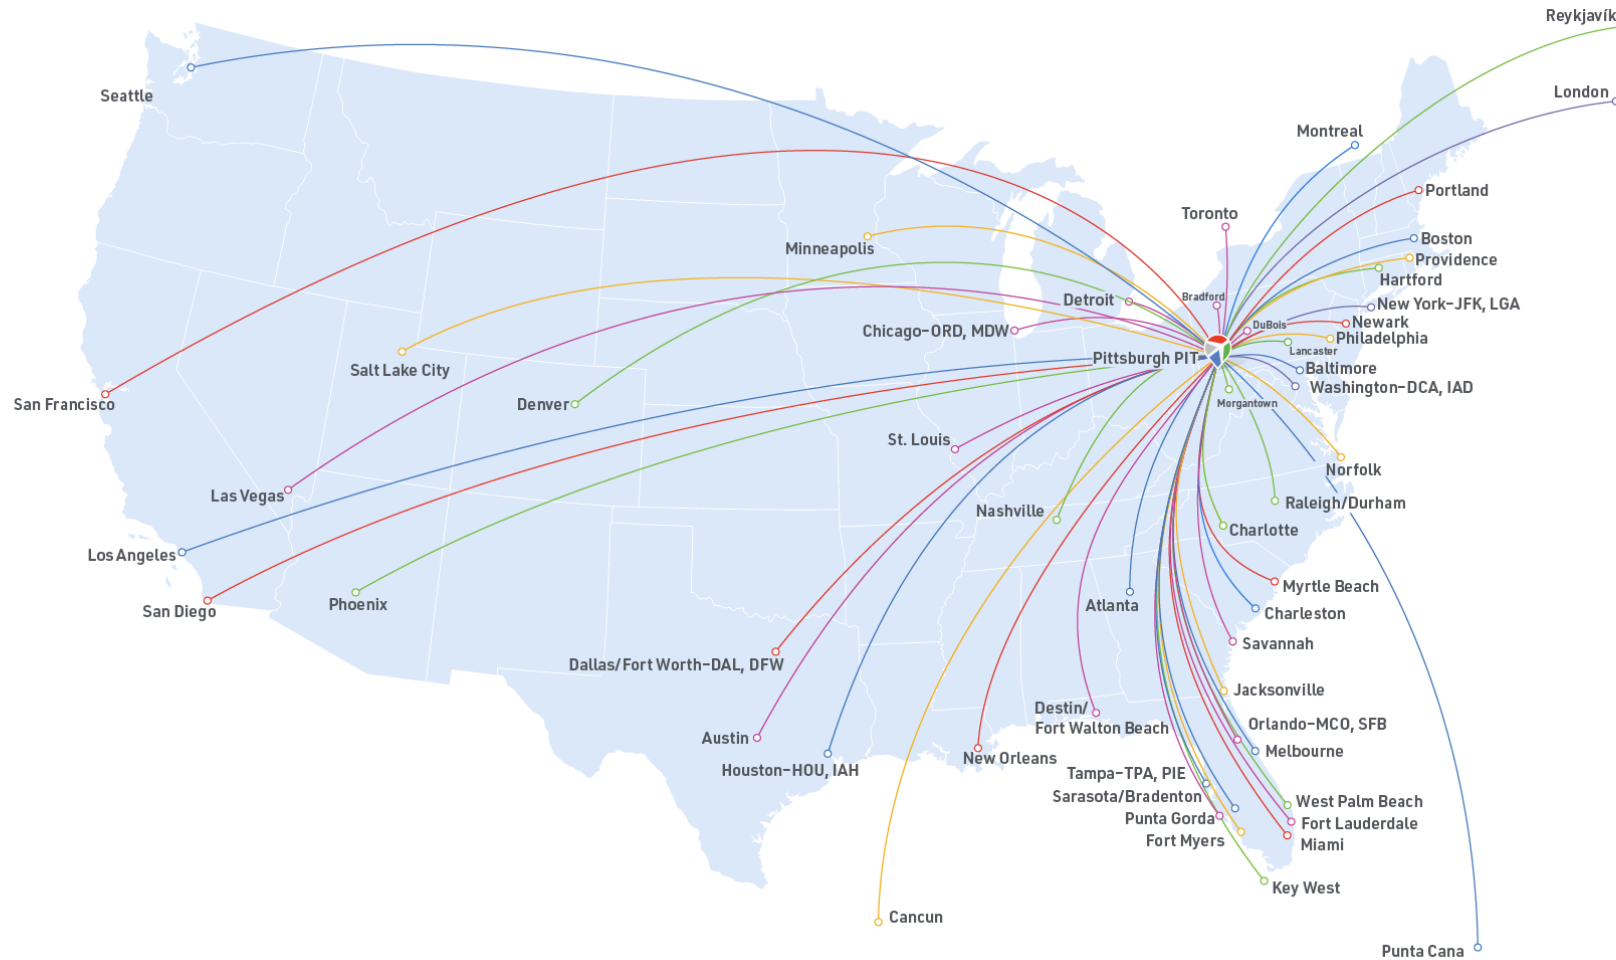 Reykjavík
London
Seattle
Montreal
Portland
Toronto
Boston
Minneapolis
Providence
Hartford
Detroit
Bradford
New York-JFK, LGA
Chicago-ORD, MDW
DuBois
Newark
Philadelphia
Lancaster
Pittsburgh PIT
Salt Lake City
Baltimore
Washington-DCA, IAD
San Francisco
Denver
Morgantown
St. Louis
Norfolk
Las Vegas
Nashville
Raleigh/Durham
Charlotte
Los Angeles
Myrtle Beach
San Diego
Phoenix
Atlanta
Charleston
Savannah
Dallas/Fort Worth-DAL, DFW
Jacksonville
Destin/
Fort Walton Beach
Orlando-MCO, SFB
Austin
Melbourne
New Orleans
Houston-HOU, IAH
Tampa-TPA, PIE
Sarasota/Bradenton
West Palm Beach
Punta Gorda
Fort Lauderdale
Fort Myers
Miami
Key West
Cancun
Punta Cana